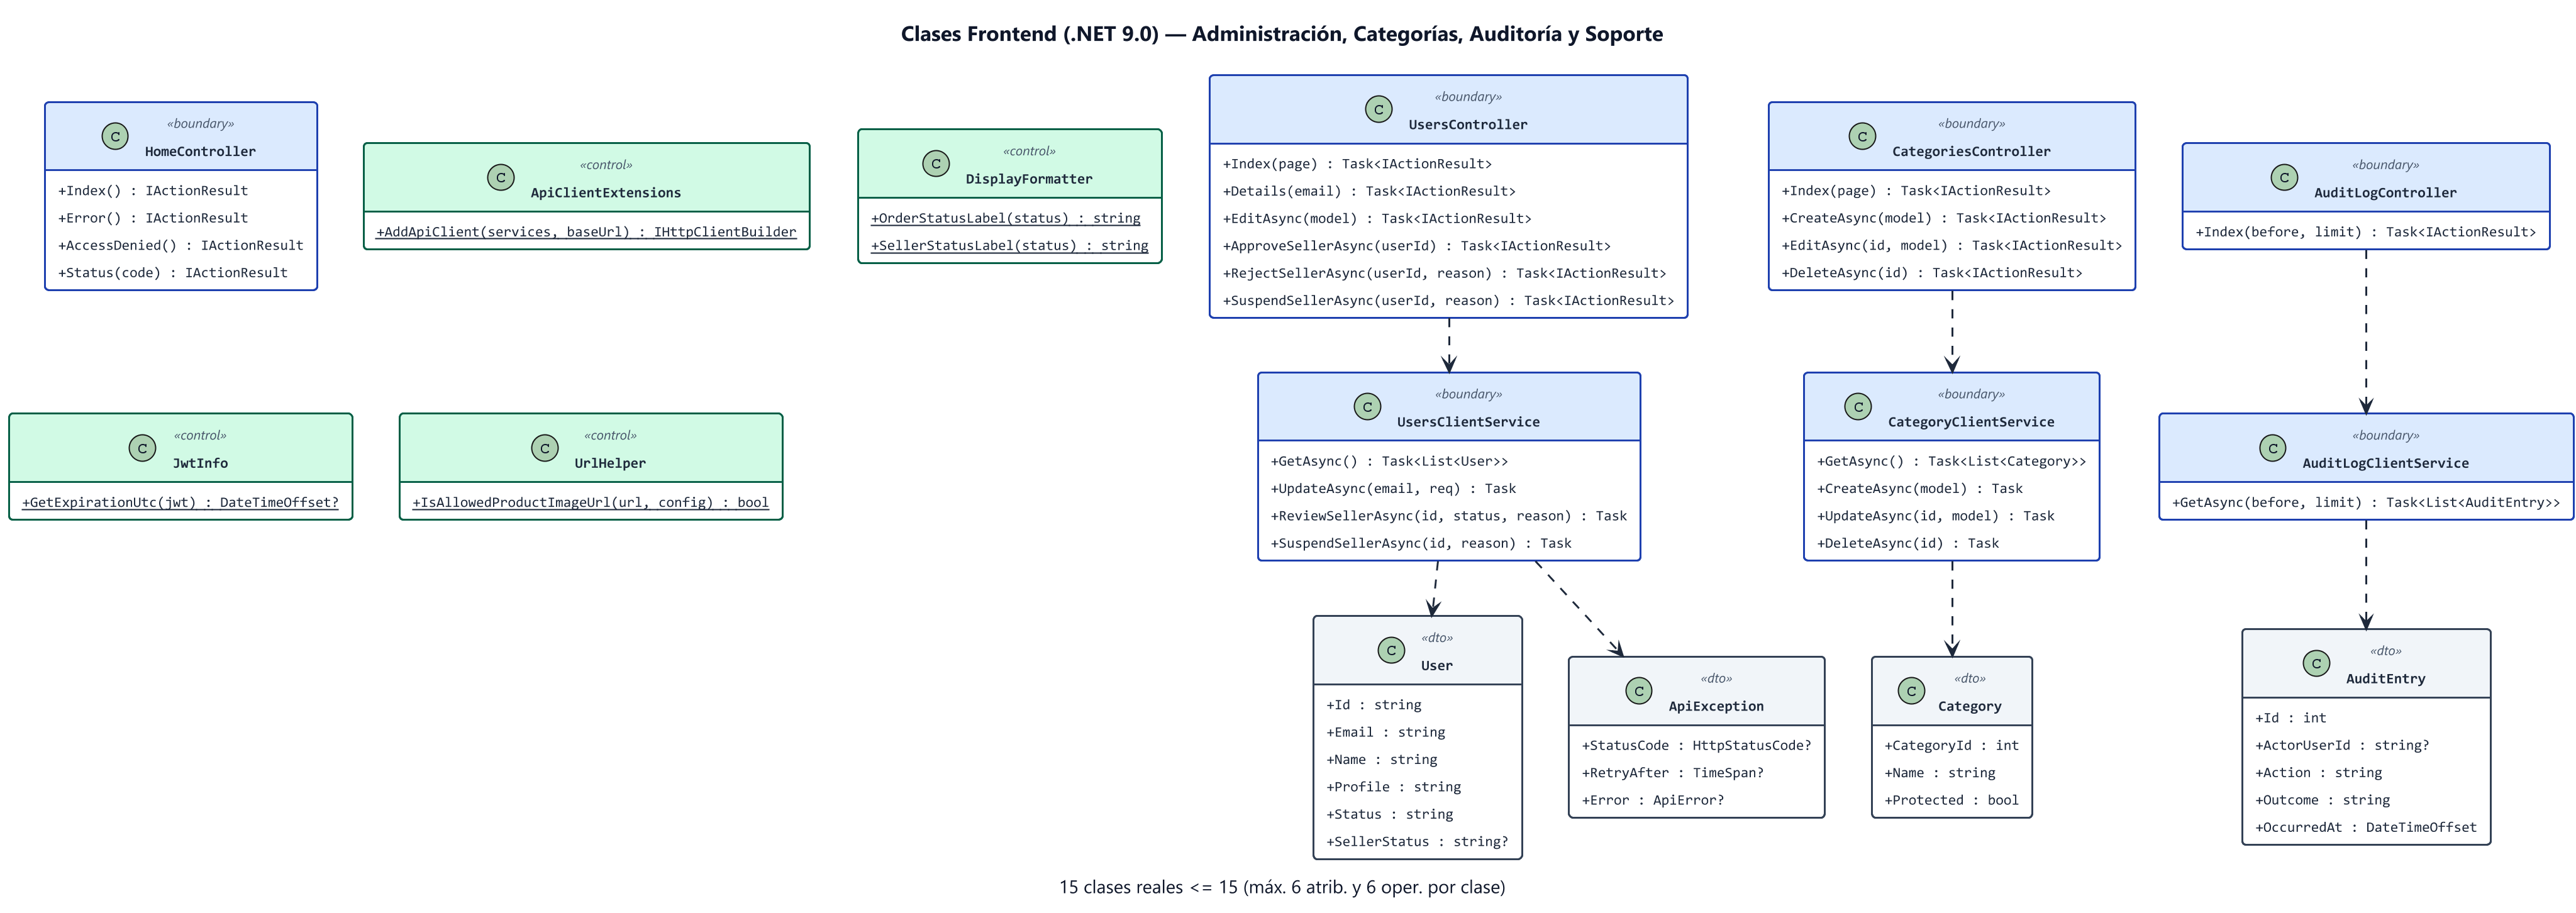 Clases Frontend (.NET 9.0) — Administración, Categorías, Auditoría y Soporte
«boundary»
C
HomeController
+Index() : IActionResult
+Error() : IActionResult
+AccessDenied() : IActionResult
+Status(code) : IActionResult
«control»
C
ApiClientExtensions
+AddApiClient(services, baseUrl) : IHttpClientBuilder
«control»
C
DisplayFormatter
+OrderStatusLabel(status) : string
+SellerStatusLabel(status) : string
«boundary»
C
UsersController
+Index(page) : Task<IActionResult>
+Details(email) : Task<IActionResult>
+EditAsync(model) : Task<IActionResult>
+ApproveSellerAsync(userId) : Task<IActionResult>
+RejectSellerAsync(userId, reason) : Task<IActionResult>
+SuspendSellerAsync(userId, reason) : Task<IActionResult>
«boundary»
C
CategoriesController
+Index(page) : Task<IActionResult>
+CreateAsync(model) : Task<IActionResult>
+EditAsync(id, model) : Task<IActionResult>
+DeleteAsync(id) : Task<IActionResult>
«boundary»
C
AuditLogController
+Index(before, limit) : Task<IActionResult>
«control»
C
JwtInfo
+GetExpirationUtc(jwt) : DateTimeOffset?
«control»
C
UrlHelper
+IsAllowedProductImageUrl(url, config) : bool
«boundary»
C
UsersClientService
+GetAsync() : Task<List<User>>
+UpdateAsync(email, req) : Task
+ReviewSellerAsync(id, status, reason) : Task
+SuspendSellerAsync(id, reason) : Task
«boundary»
C
CategoryClientService
+GetAsync() : Task<List<Category>>
+CreateAsync(model) : Task
+UpdateAsync(id, model) : Task
+DeleteAsync(id) : Task
«boundary»
C
AuditLogClientService
+GetAsync(before, limit) : Task<List<AuditEntry>>
«dto»
C
User
+Id : string
+Email : string
+Name : string
+Profile : string
+Status : string
+SellerStatus : string?
«dto»
C
ApiException
+StatusCode : HttpStatusCode?
+RetryAfter : TimeSpan?
+Error : ApiError?
«dto»
C
Category
+CategoryId : int
+Name : string
+Protected : bool
«dto»
C
AuditEntry
+Id : int
+ActorUserId : string?
+Action : string
+Outcome : string
+OccurredAt : DateTimeOffset
15 clases reales <= 15 (máx. 6 atrib. y 6 oper. por clase)